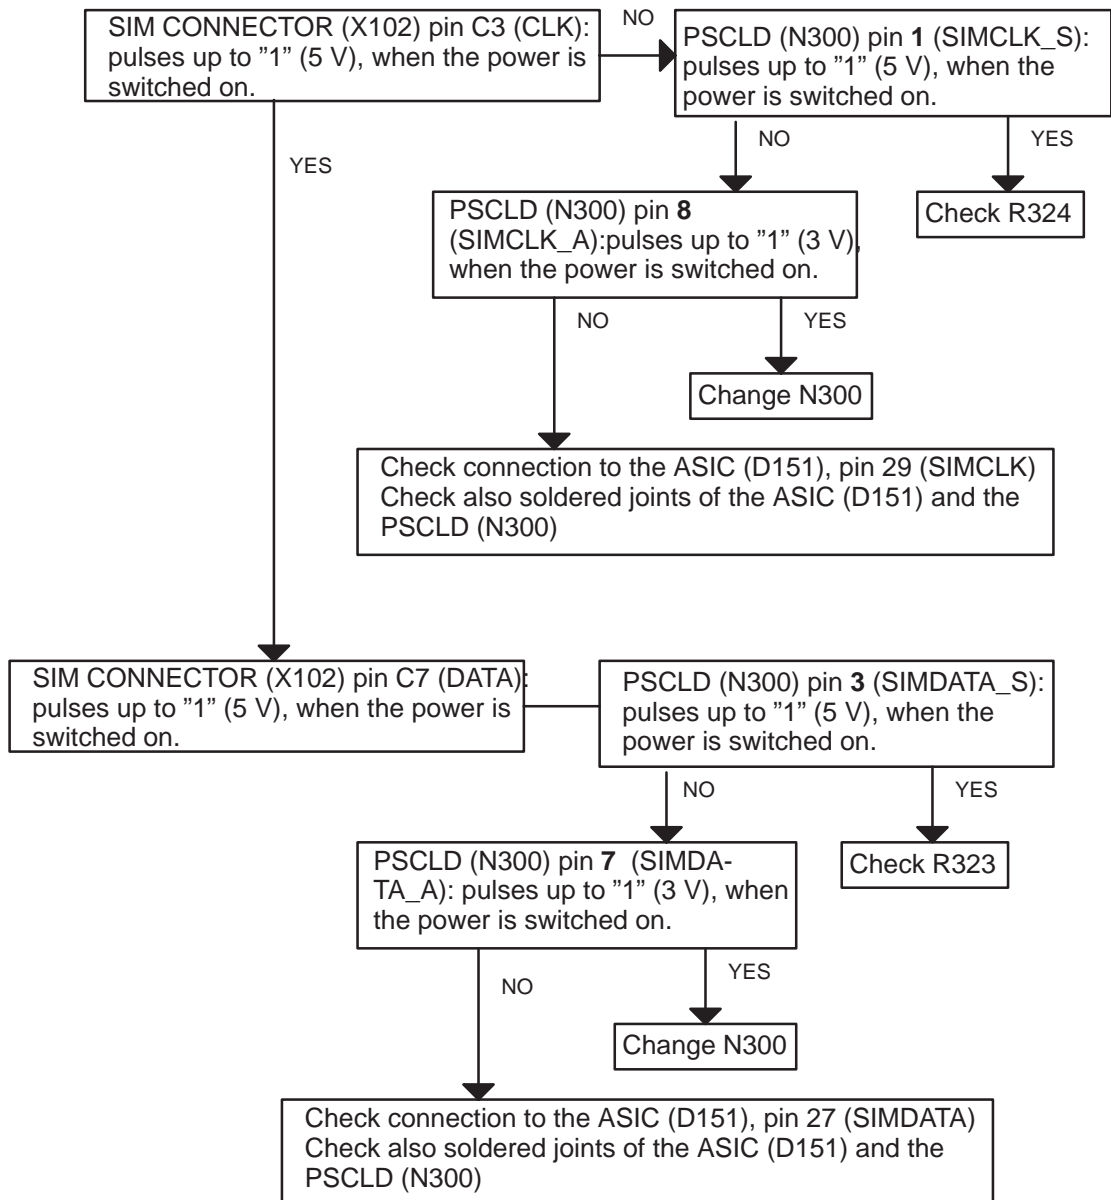 SIM CONNECTOR (X102) pin C3 (CLK):
pulses up to ”1” (5 V), when the power is
switched on.
NO
PSCLD (N300) pin 1 (SIMCLK_S):
pulses up to ”1” (5 V), when the
power is switched on.
YES
NO
YES
PSCLD (N300) pin 8
(SIMCLK_A):pulses up to ”1” (3 V),
when the power is switched on.
Check R324
NO
YES
Change N300
Check connection to the ASIC (D151), pin 29 (SIMCLK)
Check also soldered joints of the ASIC (D151) and the
PSCLD (N300)
SIM CONNECTOR (X102) pin C7 (DATA):
pulses up to ”1” (5 V), when the power is
switched on.
PSCLD (N300) pin 3 (SIMDATA_S):
pulses up to ”1” (5 V), when the
power is switched on.
NO
YES
PSCLD (N300) pin 7 (SIMDA-
TA_A): pulses up to ”1” (3 V), when
the power is switched on.
Check R323
NO
YES
Change N300
Check connection to the ASIC (D151), pin 27 (SIMDATA)
Check also soldered joints of the ASIC (D151) and the
PSCLD (N300)